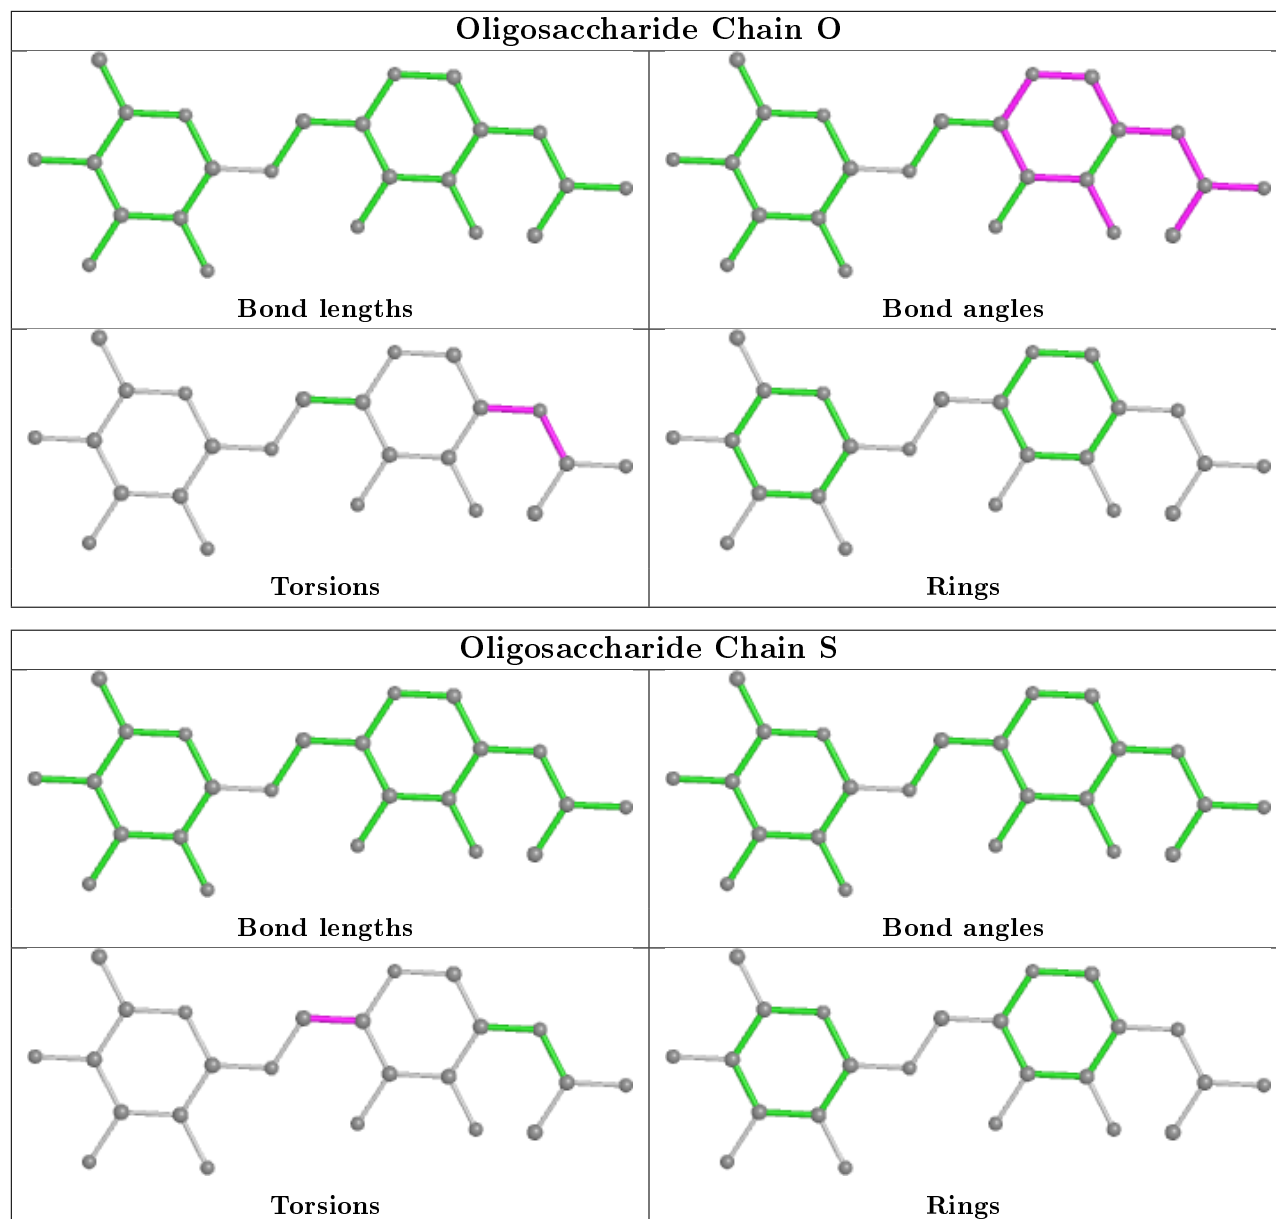 Oligosaccharide Chain O
Bond lengths
Bond angles
Torsions
Rings
Oligosaccharide Chain S
Bond lengths
Bond angles
Torsions
Rings